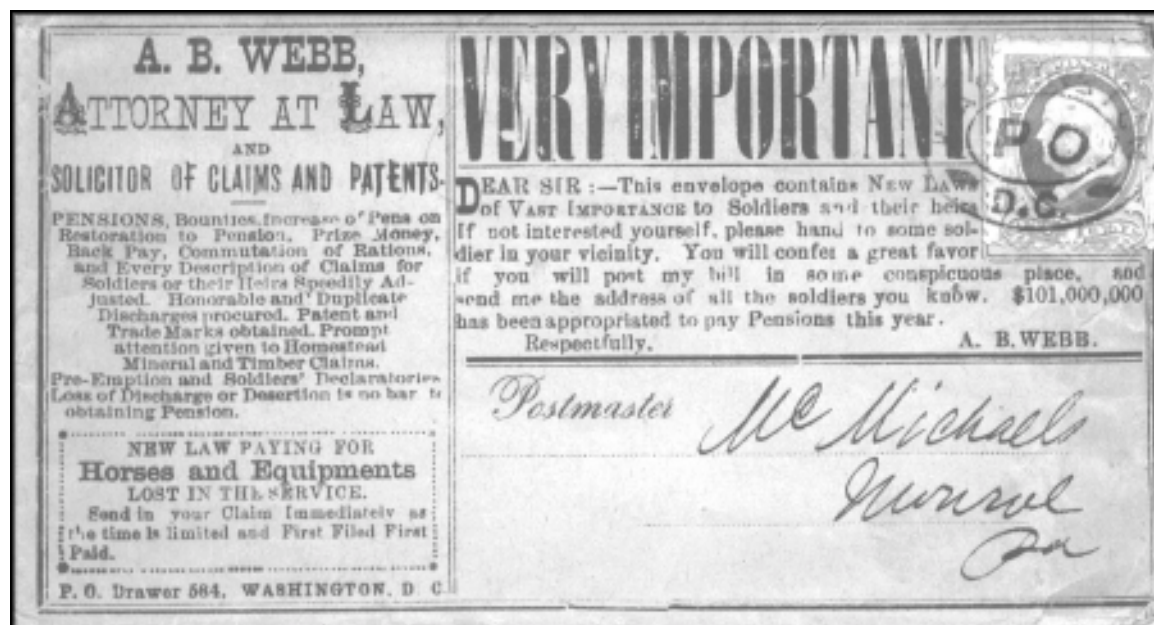 A. B. WEBB,
ATTORNEY AT LAW,
AND
SOLICITOR OF CLAIMS AND PATENTS.
PENSIONS, Bounties, Increase of Pens on
Restoration to Pension, Prize Money,
Back Pay, Commutation of Rations,
and Every Description of Claims for
Soldiers or their Heirs Speedily Ad-
justed. Honorable and Duplicate
Discharges procured. Patent and
Trade Marks obtained. Prompt
attention given to Homestead
Mineral and Timber Claims.
Pre-Emption and Soldiers' Declaratories
Loss of Discharge or Desertion is no bar to
obtaining Pension.
NEW LAW PAYING FOR
Horses and Equipments
LOST IN THE SERVICE.
Send in your Claim Immediately as
the time is limited and First Filed First
Paid.
P. O. Drawer 584, WASHINGTON, D C.
VERY IMPORTANT
DEAR SIR :—This envelope contains NEW LAWS
of VAST IMPORTANCE to Soldiers and their heirs
If not interested yourself, please hand to some sol-
dier in your vicinity. You will confer a great favor
if you will post my bill in some conspicuous place, and
send me the address of all the soldiers you know. $101,000,000
has been appropriated to pay Pensions this year.
Respectfully, A. B. WEBB.
P O
D.C.
Postmaster Mc Michaels
Munroe
Pa